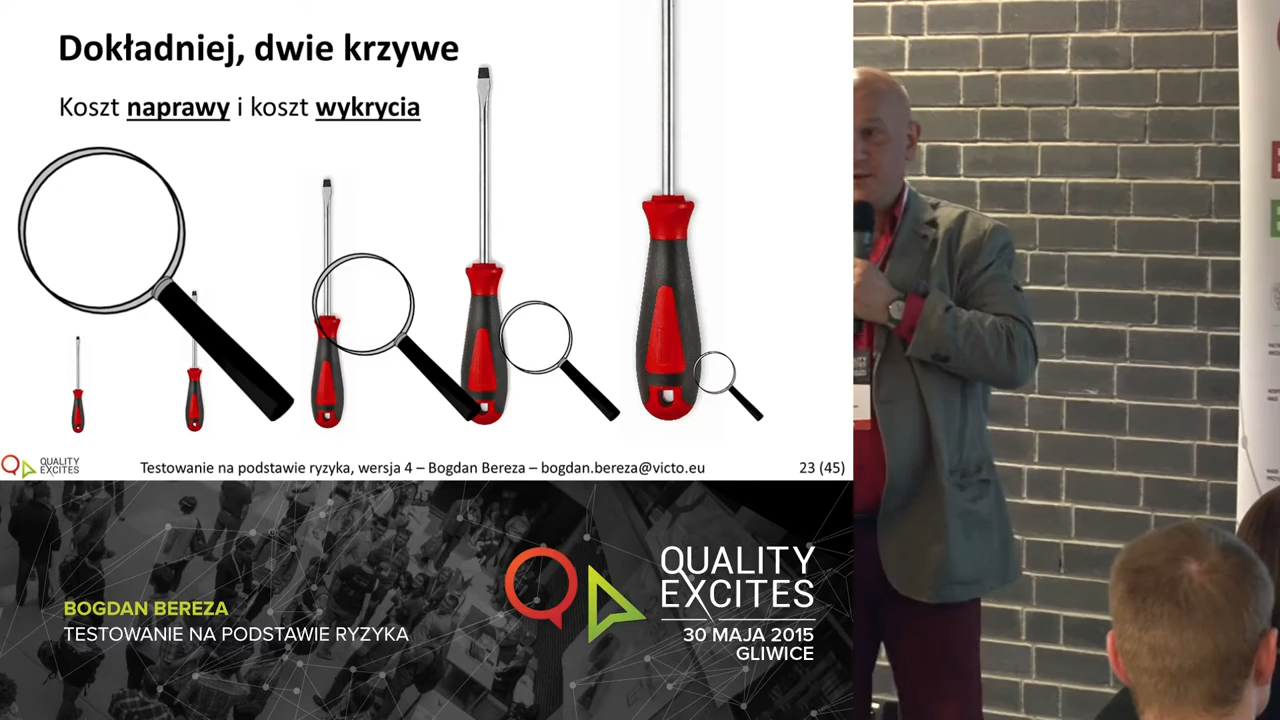 Dokładniej, dwie krzywe
Koszt naprawy i koszt wykrycia
QUALITY
EXCITES
Testowanie na podstawie ryzyka, wersja 4 – Bogdan Bereza – bogdan.bereza@victo.eu
23 (45)
BOGDAN BEREZA
TESTOWANIE NA PODSTAWIE RYZYKA
QUALITY
EXCITES
30 MAJA 2015
GLIWICE